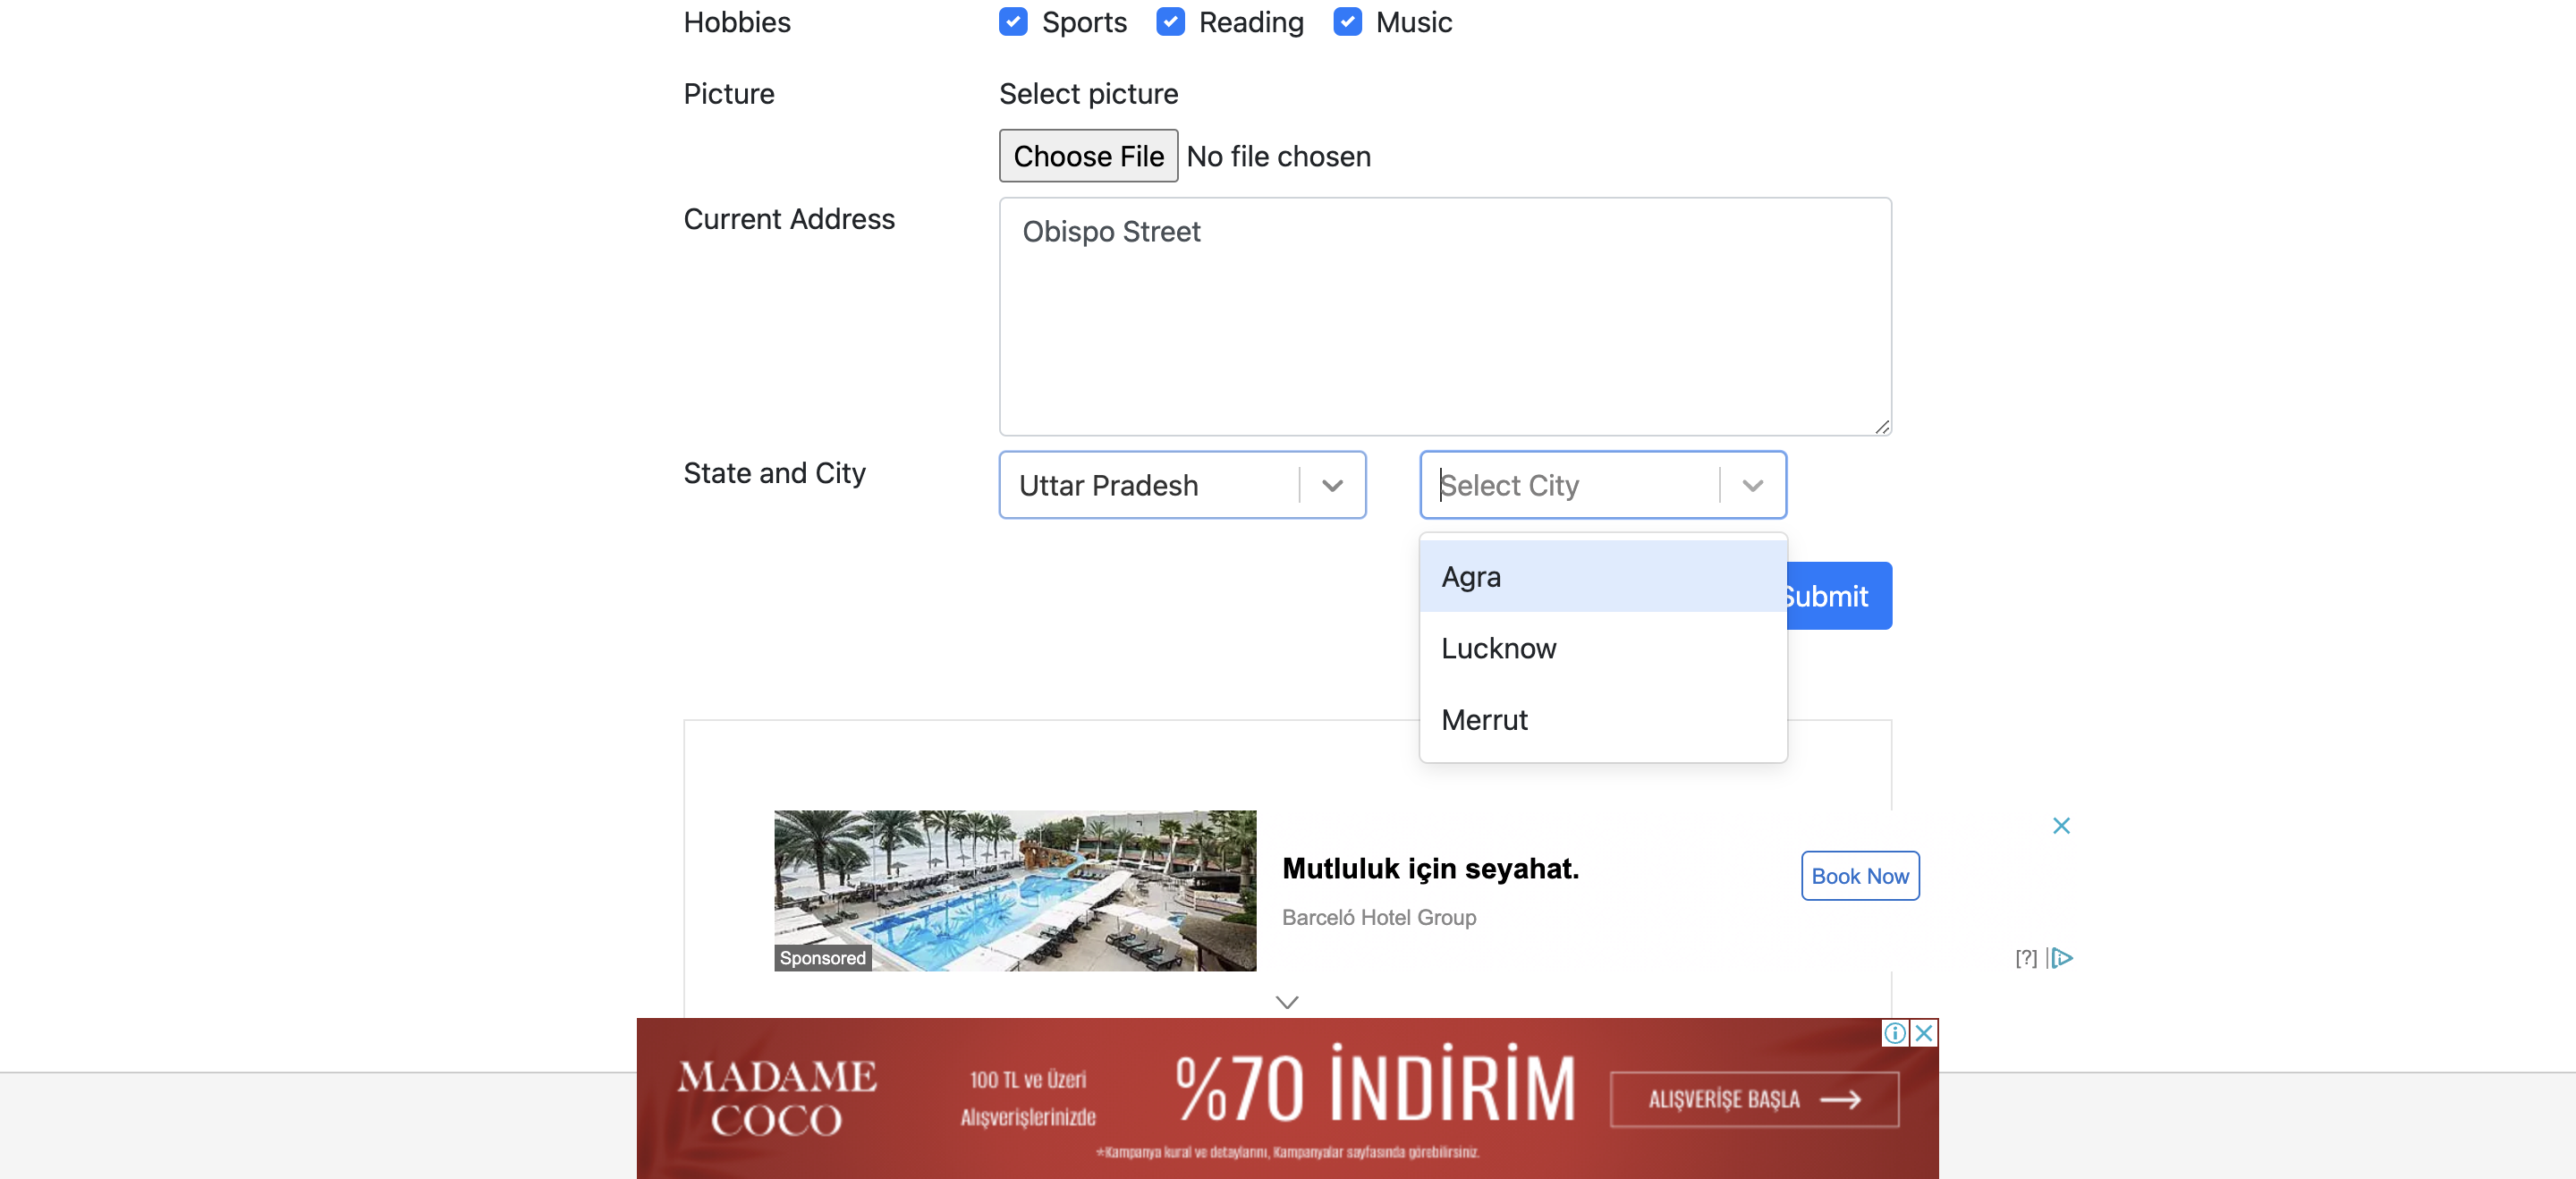 Hobbies
Sports Reading Music
Picture
Select picture
Choose File No file chosen
Current Address
Obispo Street
State and City
Uttar Pradesh
Select City
Agra
Submit
Lucknow
Merrut
Mutluluk için seyahat.
Barceló Hotel Group
Book Now
Sponsored
[?]
MADAME
COCO
100 TL ve Üzeri
Alışverişlerinizde
%70 İNDİRİM
ALIŞVERİŞE BAŞLA
*Kampanya kural ve detaylarını, Kampanyalar sayfasında görebilirsiniz.